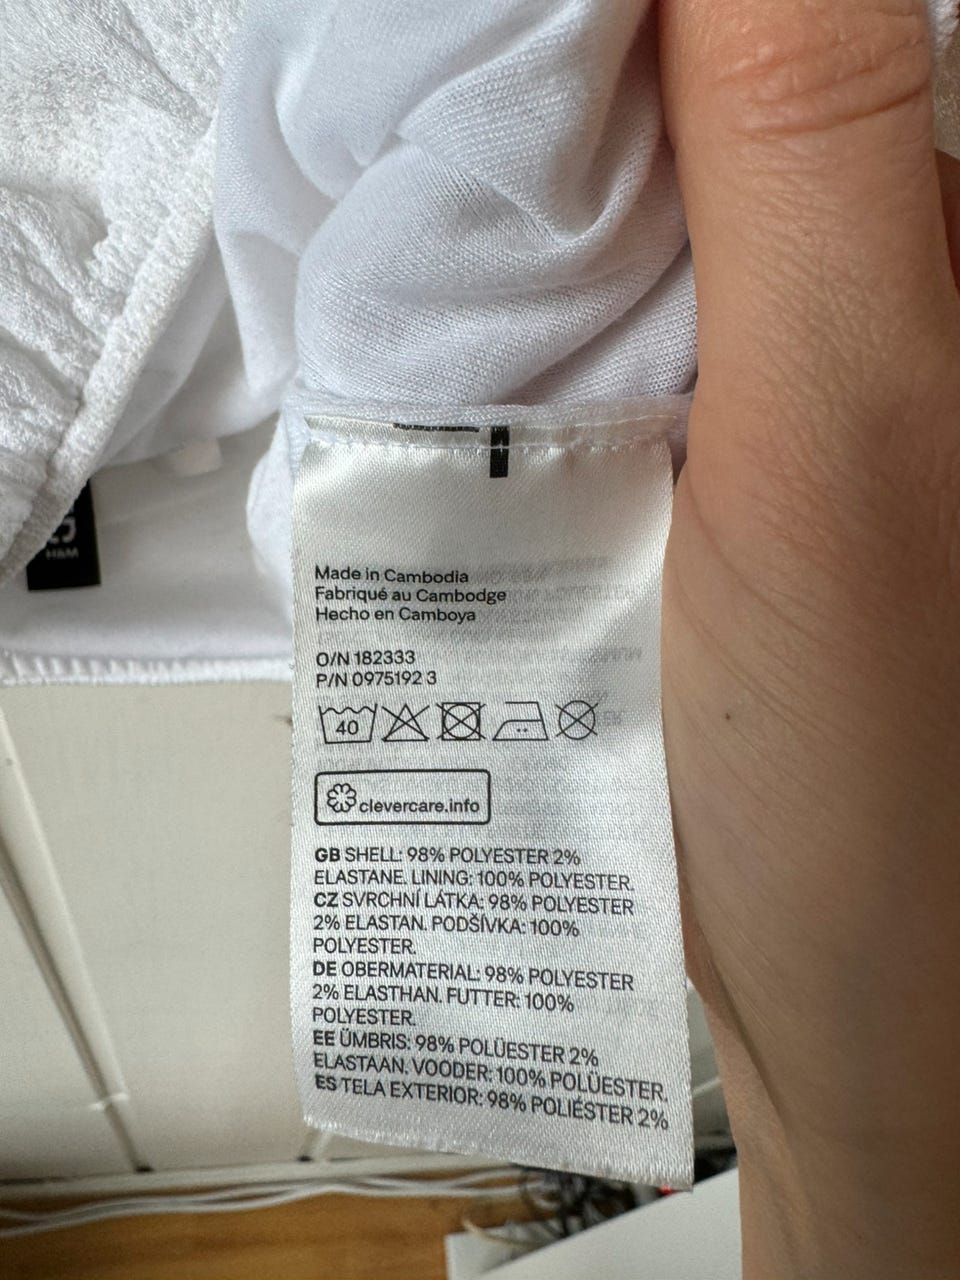 Made in Cambodia
Fabriqué au Cambodge
Hecho en Camboya
O/N 182333
P/N 0975192 3
40
clevercare.info
GB SHELL: 98% POLYESTER 2%
ELASTANE. LINING: 100% POLYESTER.
CZ SVRCHNÍ LÁTKA: 98% POLYESTER
2% ELASTAN. PODŠÍVKA: 100%
POLYESTER.
DE OBERMATERIAL: 98% POLYESTER
2% ELASTHAN. FUTTER: 100%
POLYESTER.
EE ÜMBRIS: 98% POLÜESTER 2%
ELASTAAN. VOODER: 100% POLÜESTER.
ES TELA EXTERIOR: 98% POLIÉSTER 2%
H&M